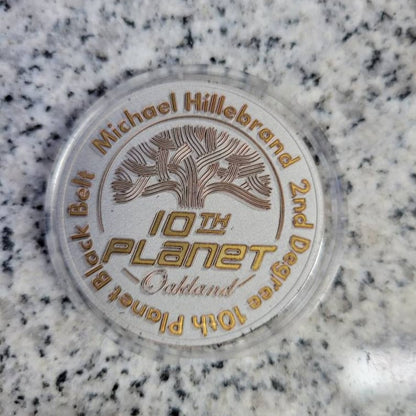 Michael Hillebrand
2nd Degree 10th Planet Black Belt
10TH
PLANET
Oakland